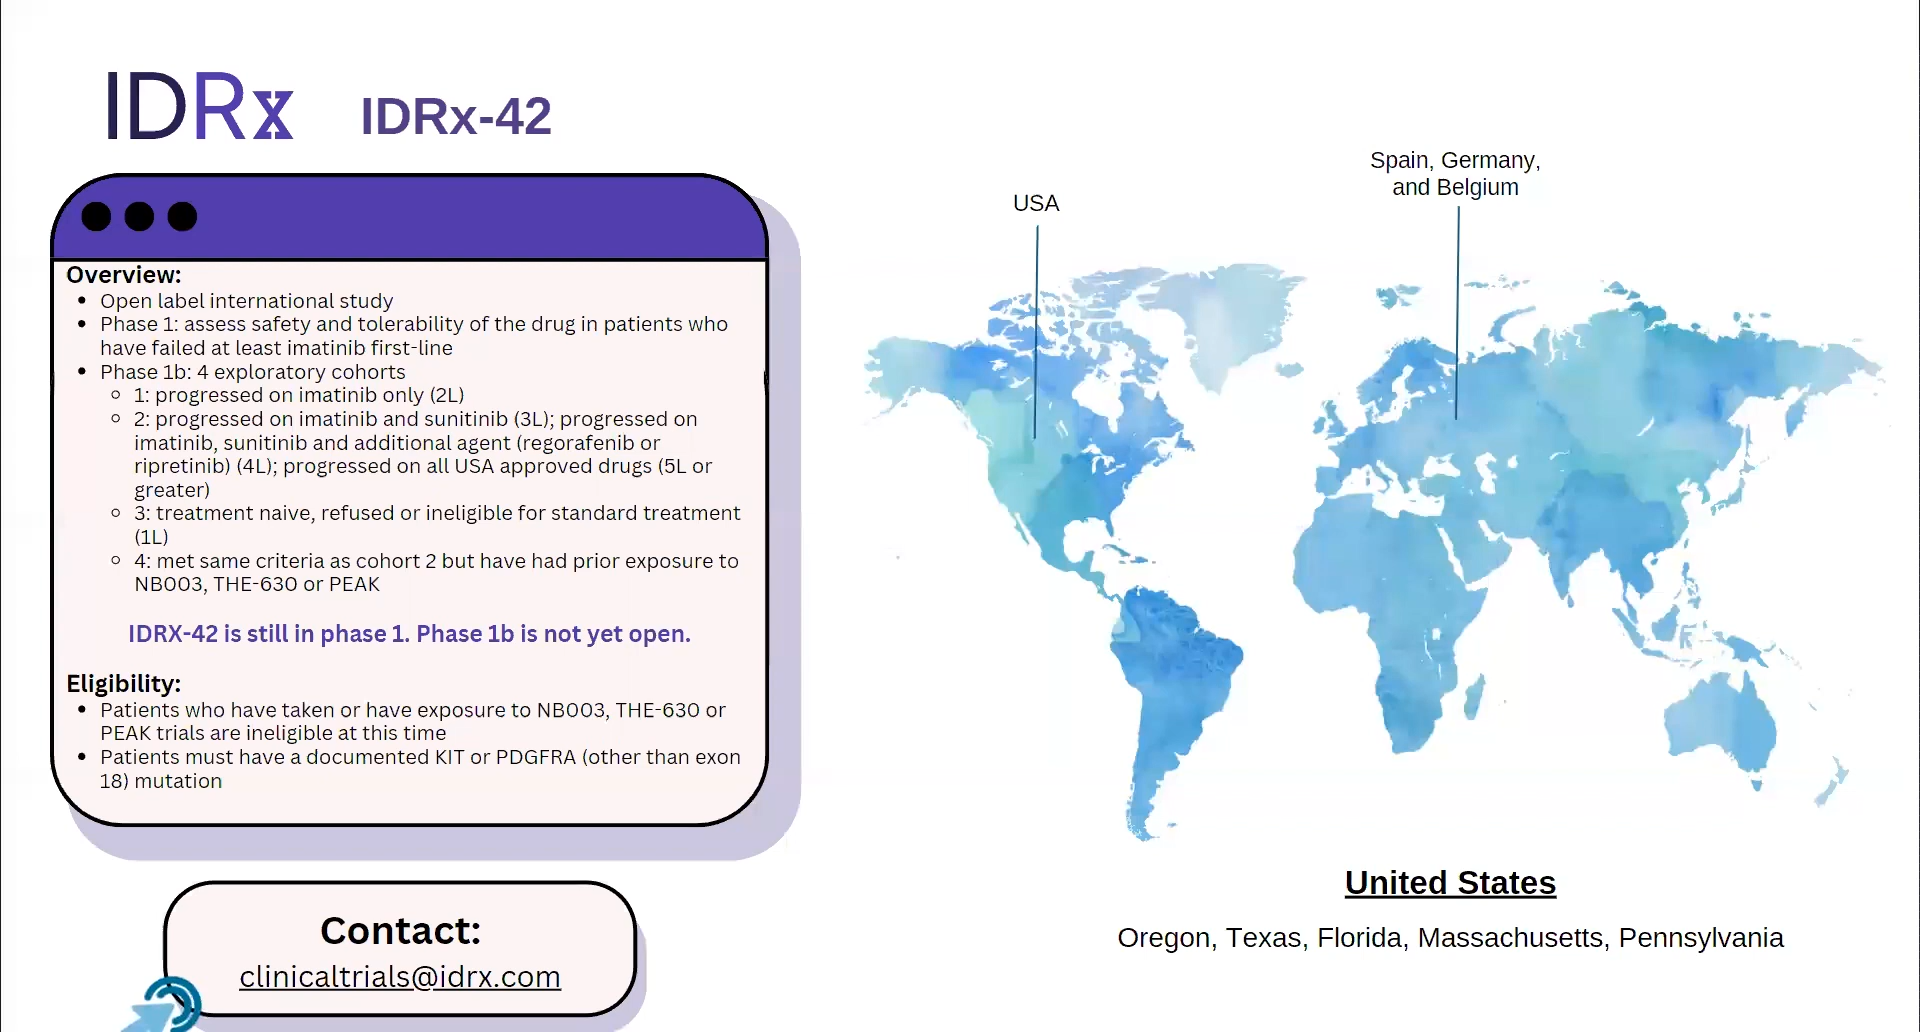 IDRx IDRx-42
Overview:
• Open label international study
• Phase 1: assess safety and tolerability of the drug in patients who
have failed at least imatinib first-line
• Phase 1b: 4 exploratory cohorts
◦ 1: progressed on imatinib only (2L)
◦ 2: progressed on imatinib and sunitinib (3L); progressed on
imatinib, sunitinib and additional agent (regorafenib or
ripretinib) (4L); progressed on all USA approved drugs (5L or
greater)
◦ 3: treatment naive, refused or ineligible for standard treatment
(1L)
◦ 4: met same criteria as cohort 2 but have had prior exposure to
NB003, THE-630 or PEAK
IDRX-42 is still in phase 1. Phase 1b is not yet open.
Eligibility:
• Patients who have taken or have exposure to NB003, THE-630 or
PEAK trials are ineligible at this time
• Patients must have a documented KIT or PDGFRA (other than exon
18) mutation
Contact:
clinicaltrials@idrx.com
USA
Spain, Germany,
and Belgium
United States
Oregon, Texas, Florida, Massachusetts, Pennsylvania